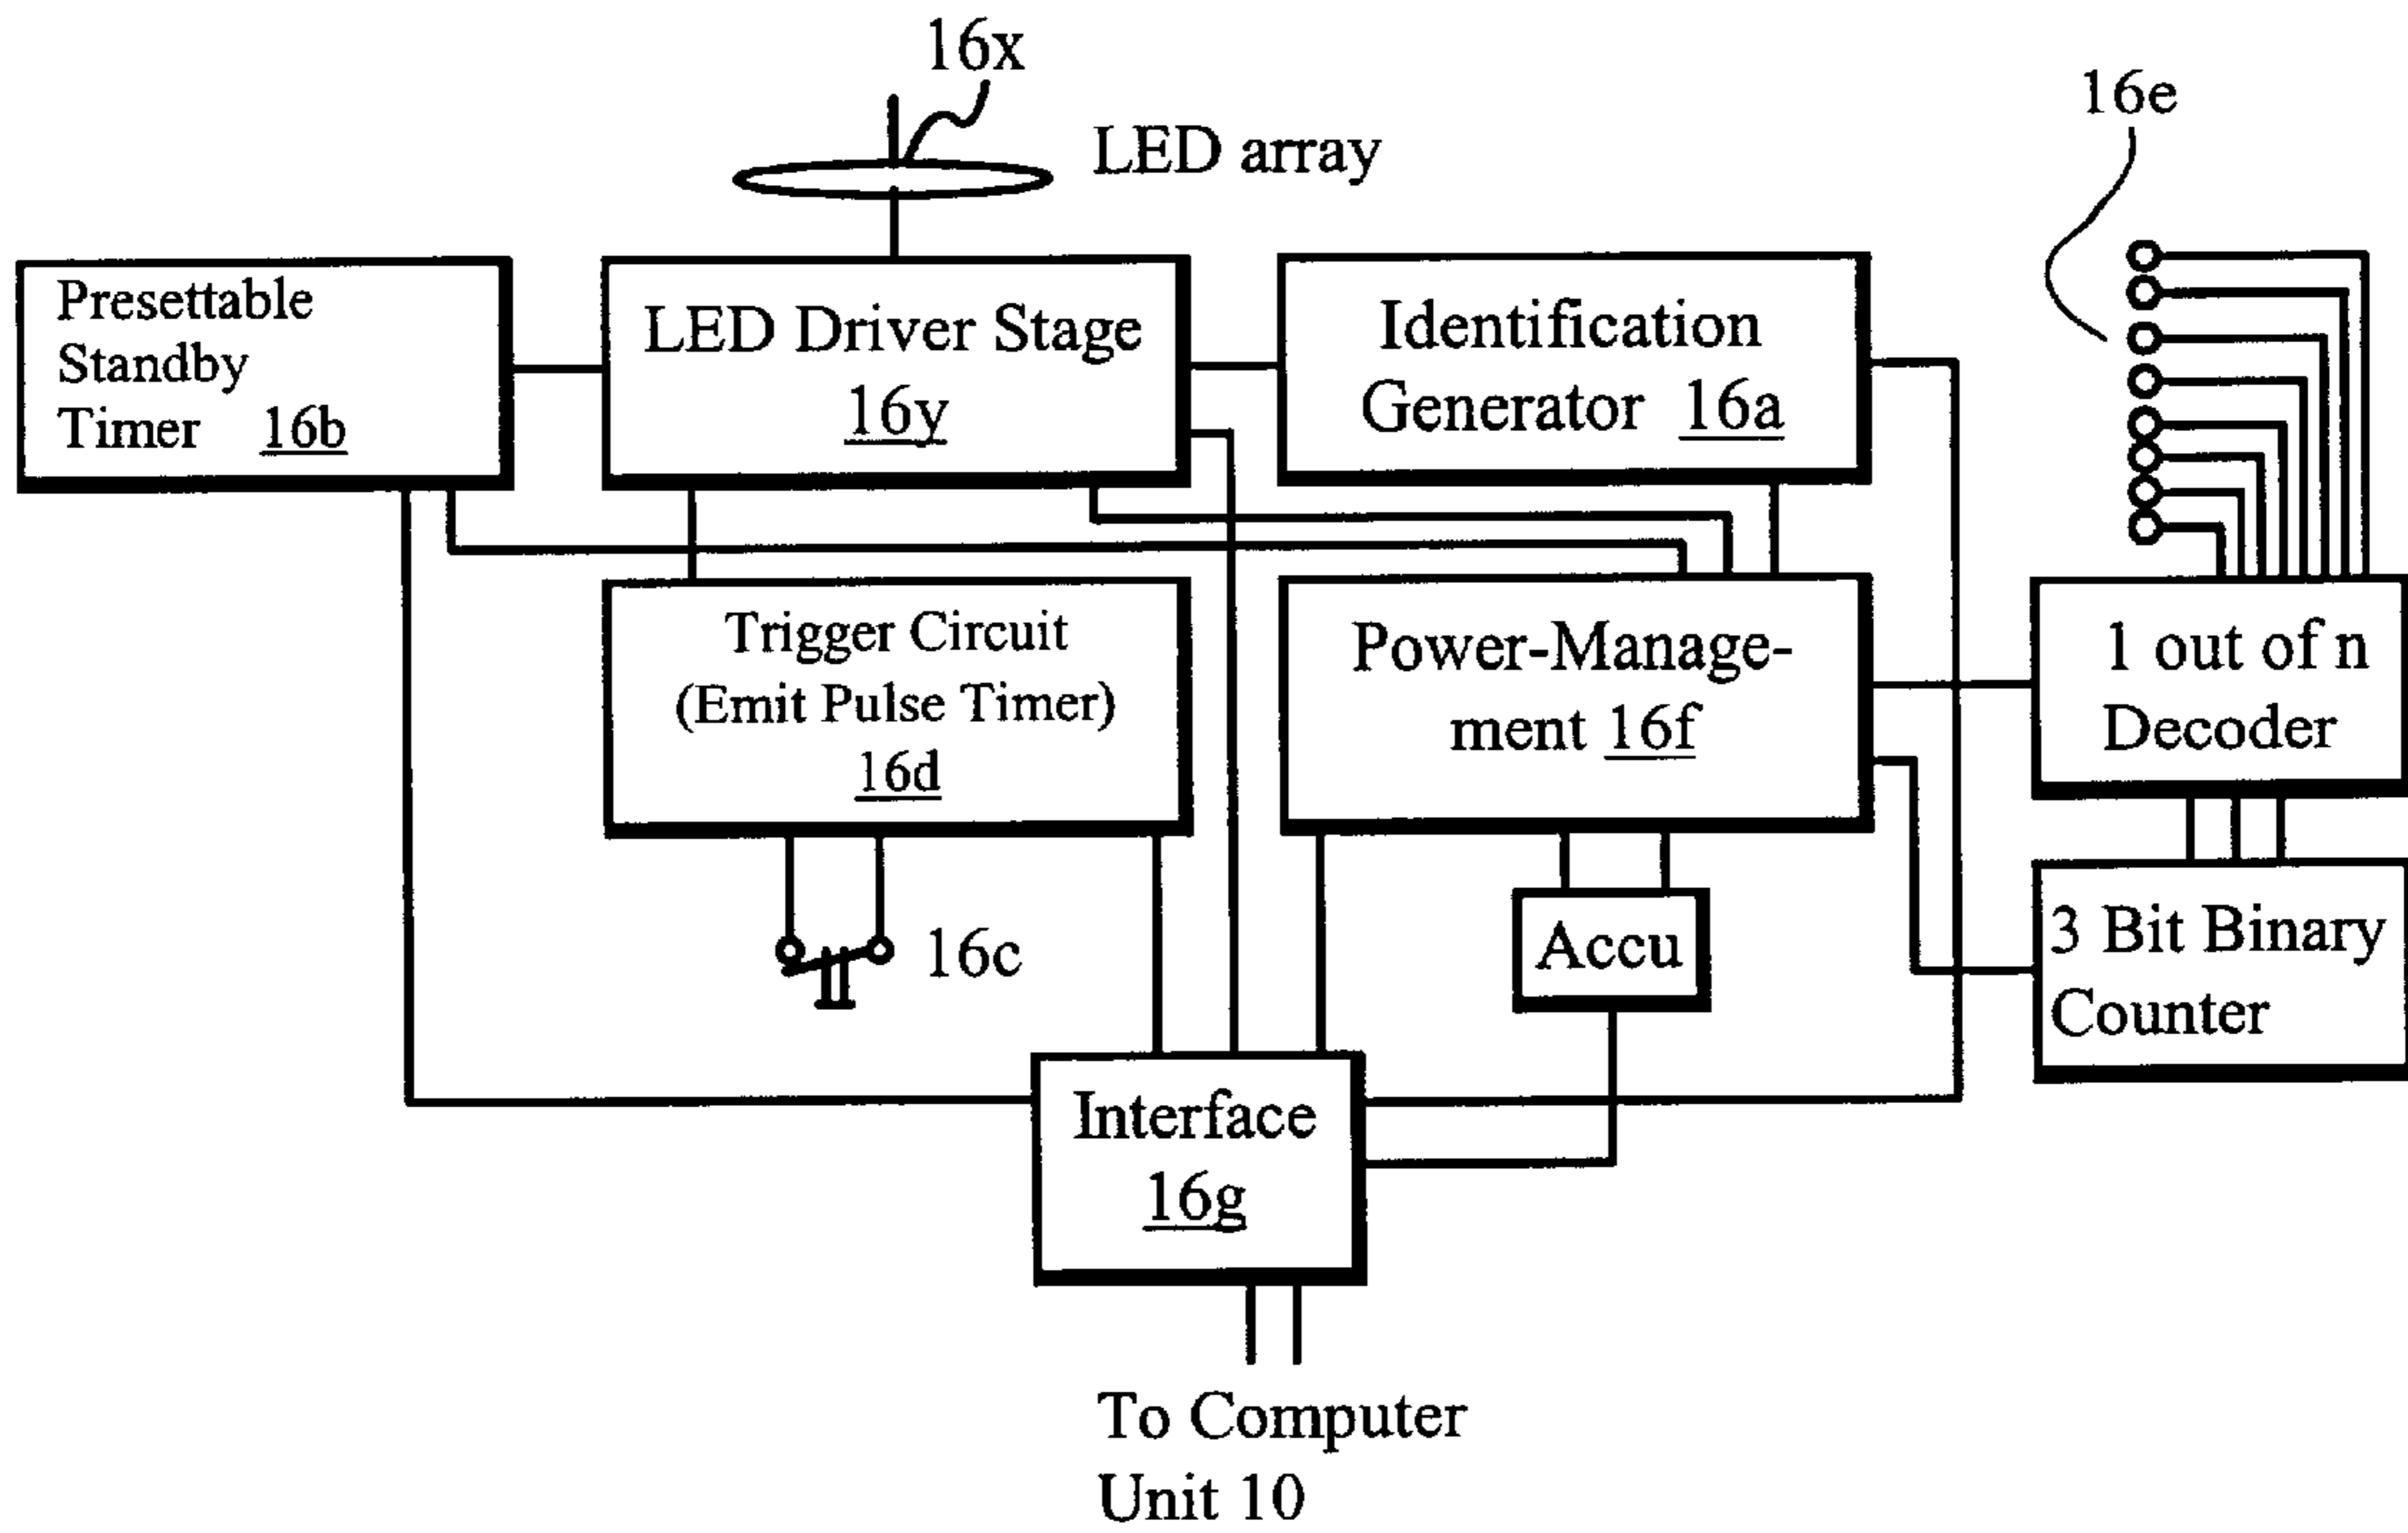 16x
LED array
16e
Presettable
Standby
Timer 16b
LED Driver Stage
16y
Identification
Generator 16a
Trigger Circuit
(Emit Pulse Timer)
16d
Power-Manage-
ment 16f
1 out of n
Decoder
16c
Accu
3 Bit Binary
Counter
Interface
16g
To Computer
Unit 10